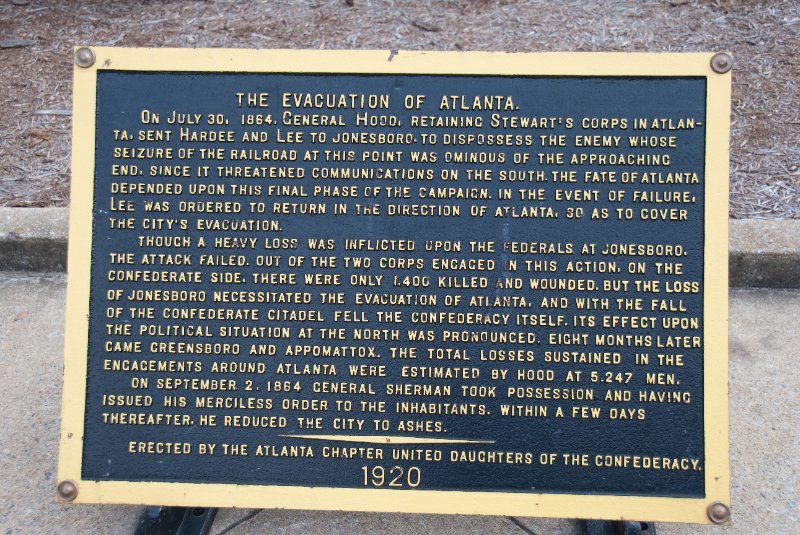 THE EVACUATION OF ATLANTA.
ON JULY 30, 1864, GENERAL HOOD, RETAINING STEWART'S CORPS IN ATLAN-
TA, SENT HARDEE AND LEE TO JONESBORO, TO DISPOSSESS THE ENEMY WHOSE
SEIZURE OF THE RAILROAD AT THIS POINT WAS OMINOUS OF THE APPROACHING
END, SINCE IT THREATENED COMMUNICATIONS ON THE SOUTH. THE FATE OF ATLANTA
DEPENDED UPON THIS FINAL PHASE OF THE CAMPAIGN. IN THE EVENT OF FAILURE,
LEE WAS ORDERED TO RETURN IN THE DIRECTION OF ATLANTA, SO AS TO COVER
THE CITY'S EVACUATION.
THOUGH A HEAVY LOSS WAS INFLICTED UPON THE FEDERALS AT JONESBORO,
THE ATTACK FAILED. OUT OF THE TWO CORPS ENGAGED IN THIS ACTION, ON THE
CONFEDERATE SIDE, THERE WERE ONLY 1,400 KILLED AND WOUNDED, BUT THE LOSS
OF JONESBORO NECESSITATED THE EVACUATION OF ATLANTA, AND WITH THE FALL
OF THE CONFEDERATE CITADEL FELL THE CONFEDERACY ITSELF. ITS EFFECT UPON
THE POLITICAL SITUATION AT THE NORTH WAS PRONOUNCED. EIGHT MONTHS LATER
CAME GREENSBORO AND APPOMATTOX. THE TOTAL LOSSES SUSTAINED IN THE
ENGAGEMENTS AROUND ATLANTA WERE ESTIMATED BY HOOD AT 5,247 MEN.
ON SEPTEMBER 2, 1864 GENERAL SHERMAN TOOK POSSESSION AND HAVING
ISSUED HIS MERCILESS ORDER TO THE INHABITANTS, WITHIN A FEW DAYS
THEREAFTER, HE REDUCED THE CITY TO ASHES.
ERECTED BY THE ATLANTA CHAPTER UNITED DAUGHTERS OF THE CONFEDERACY.
1920